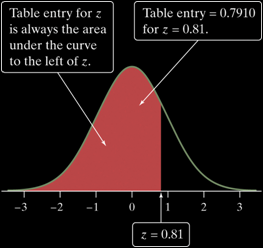 Table entry for z
is always the area
under the curve
to the left of z.
Table entry = 0.7910
for z = 0.81.
−3 −2 −1 0 1 2 3
z = 0.81